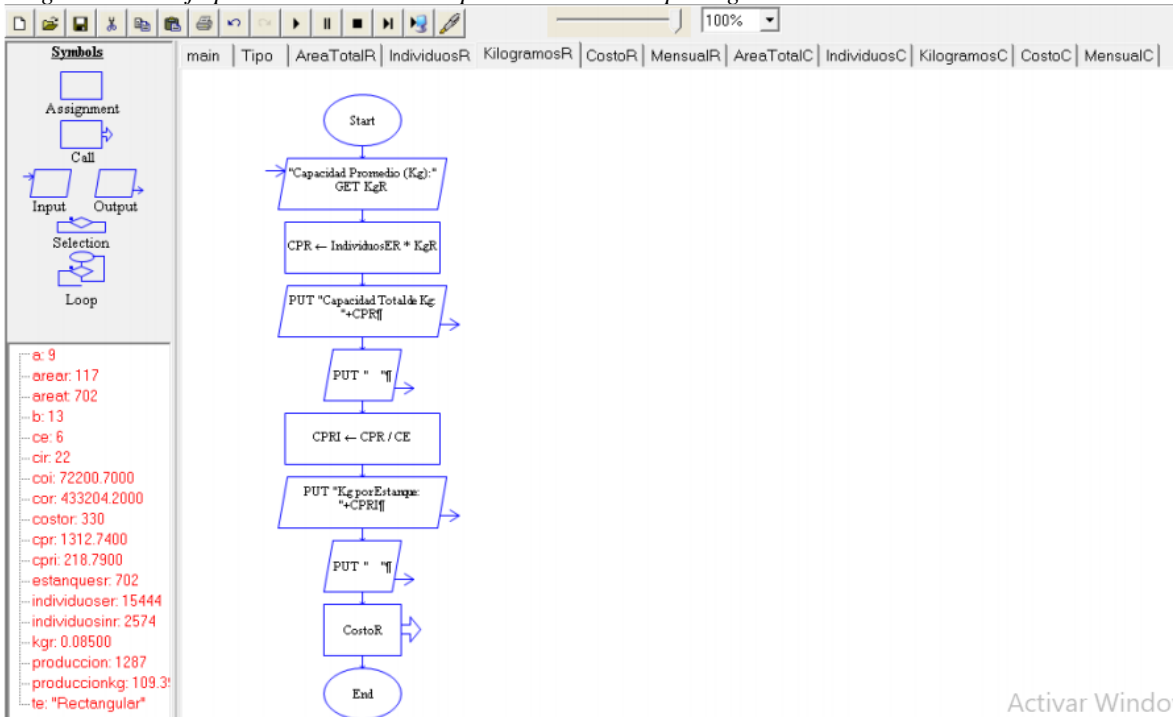 100%
Symbols
Assignment
Call
Input Output
Selection
Loop
main Tipo AreaTotalR IndividuosR KilogramosR CostoR MensualR AreaTotalC IndividuosC KilogramosC CostoC MensualC
Start
"Capacidad Promedio (Kg):"
GET KgR
CPR ← IndividuosER * KgR
PUT "Capacidad Totalde Kg:
"+CPR¶
PUT " "¶
CPRI ← CPR / CE
PUT "Kg por Estanque:
"+CPRI¶
PUT " "¶
CostoR
End
a: 9
arear: 117
areat: 702
b: 13
ce: 6
cir: 22
coi: 72200.7000
cor: 433204.2000
costor: 330
cpr: 1312.7400
cpri: 218.7900
estanquesr: 702
individuoser: 15444
individuosinr: 2574
kgr: 0.08500
produccion: 1287
produccionkg: 109.3
te: "Rectangular"
Activar Windo